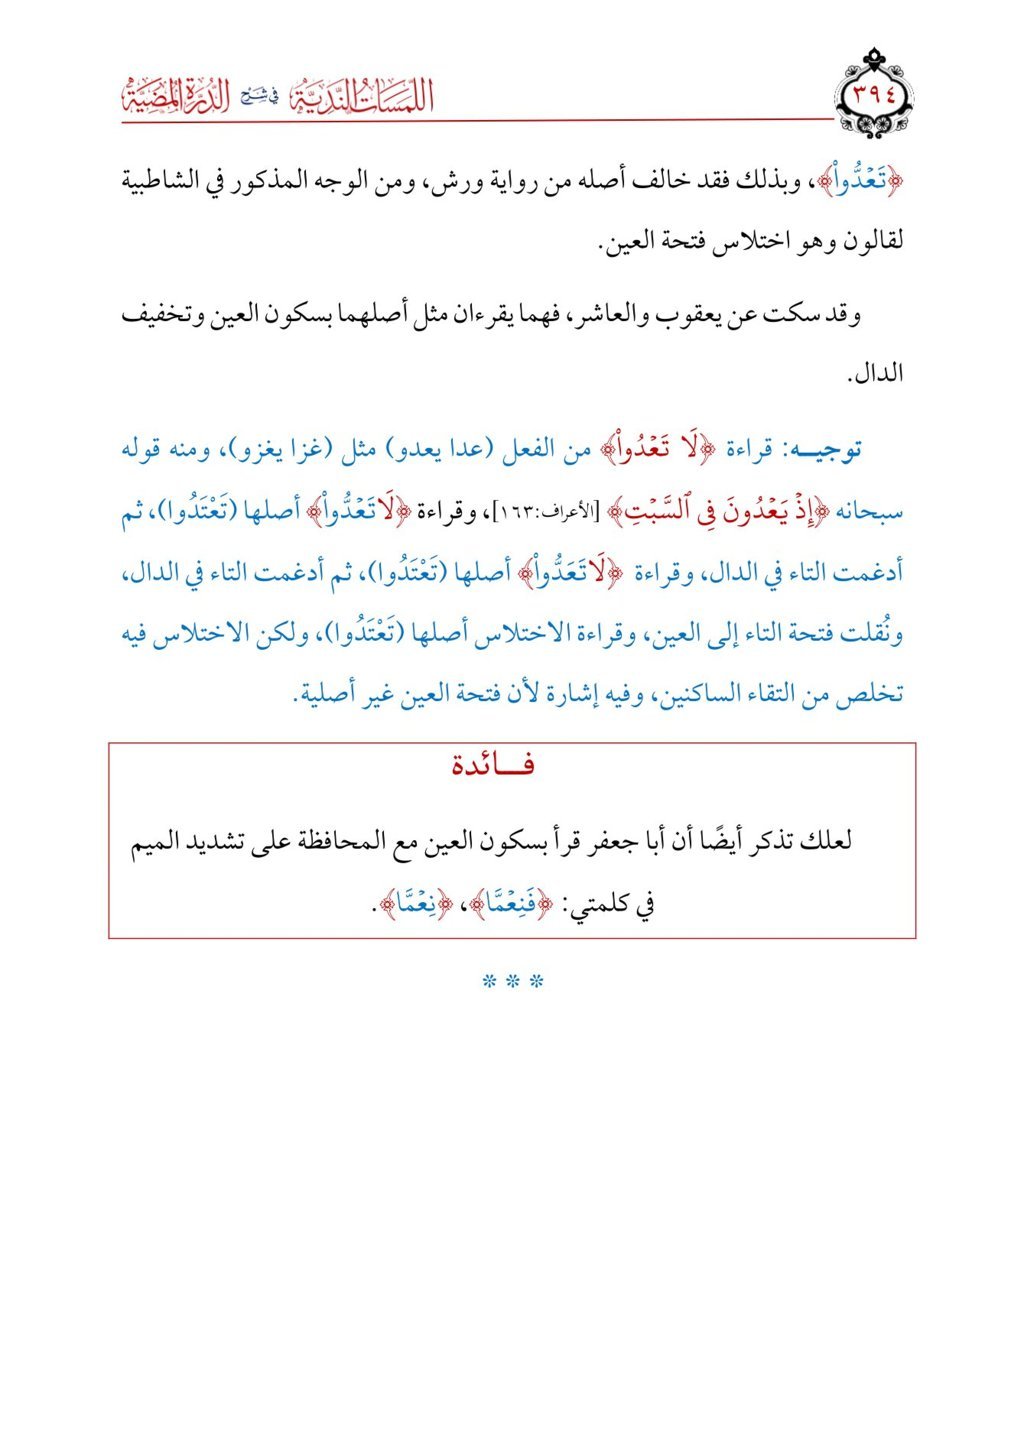 ٣٩٤
اللمسات الندية في شرح الدرة المضية
﴿تَعۡدُّواْ﴾، وبذلك فقد خالف أصله من رواية ورش، ومن الوجه المذكور في الشاطبية
لقالون وهو اختلاس فتحة العين.
وقد سكت عن يعقوب والعاشر، فهما يقرءان مثل أصلهما بسكون العين وتخفيف
الدال.
توجيـــه: قراءة ﴿لَا تَعۡدُواْ﴾ من الفعل (عدا يعدو) مثل (غزا يغزو)، ومنه قوله
سبحانه ﴿إِذۡ يَعۡدُونَ فِي ٱلسَّبۡتِ﴾ [الأعراف:١٦٣]، وقراءة ﴿لَا تَعۡدُّواْ﴾ أصلها (تَعْتَدُوا)، ثم
أدغمت التاء في الدال، وقراءة ﴿لَا تَعَدُّواْ﴾ أصلها (تَعْتَدُوا)، ثم أدغمت التاء في الدال،
ونُقلت فتحة التاء إلى العين، وقراءة الاختلاس أصلها (تَعْتَدُوا)، ولكن الاختلاس فيه
تخلص من التقاء الساكنين، وفيه إشارة لأن فتحة العين غير أصلية.
فـــائدة
لعلك تذكر أيضًا أن أبا جعفر قرأ بسكون العين مع المحافظة على تشديد الميم
في كلمتي: ﴿فَنِعۡمَّا﴾، ﴿نِعۡمَّا﴾.
* * *